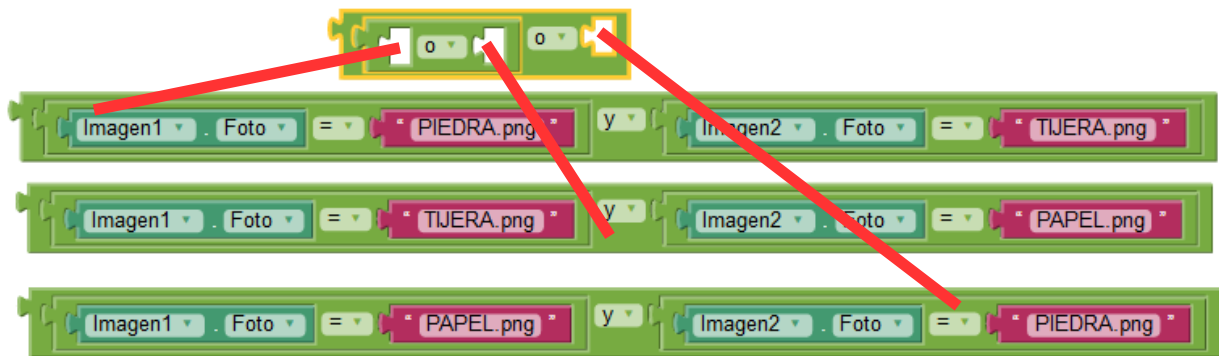 o o
Imagen1 . Foto = " PIEDRA.png " y Imagen2 . Foto = " TIJERA.png "
Imagen1 . Foto = " TIJERA.png " y Imagen2 . Foto = " PAPEL.png "
Imagen1 . Foto = " PAPEL.png " y Imagen2 . Foto = " PIEDRA.png "